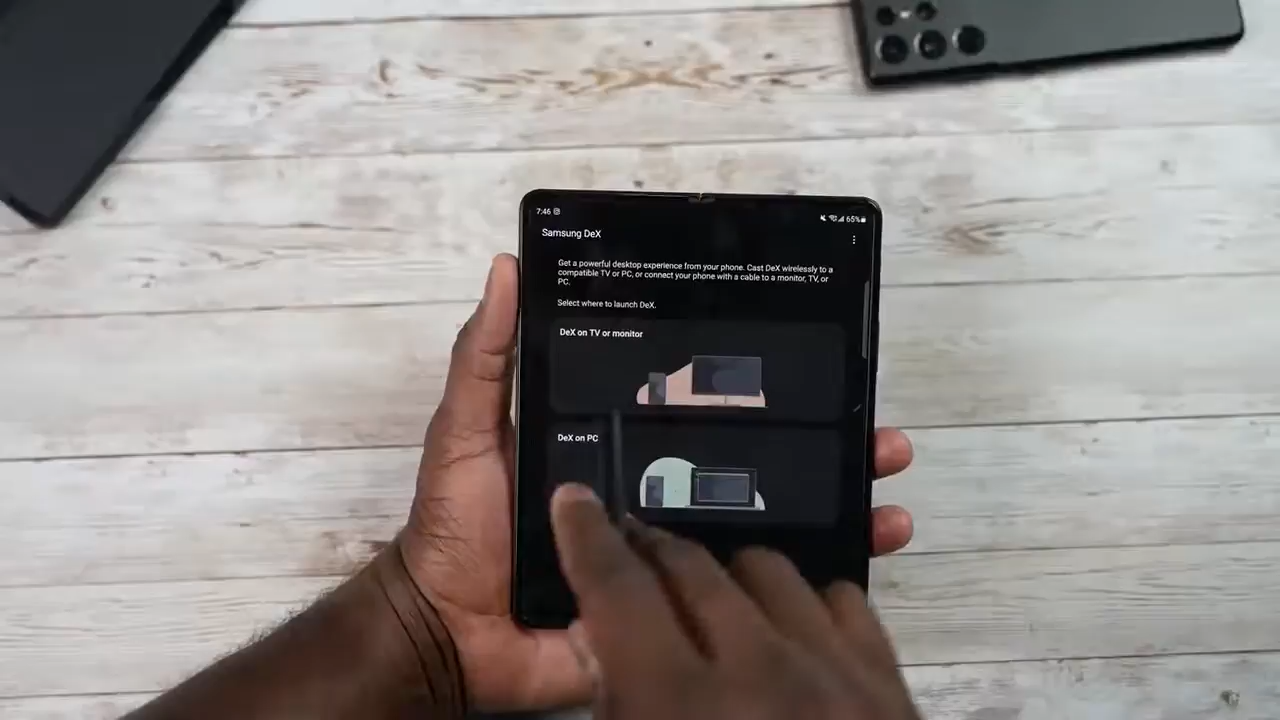 7:46
65%
Samsung DeX
Get a powerful desktop experience from your phone. Cast DeX wirelessly to a
compatible TV or PC, or connect your phone with a cable to a monitor, TV, or
PC.
Select where to launch DeX.
DeX on TV or monitor
DeX on PC